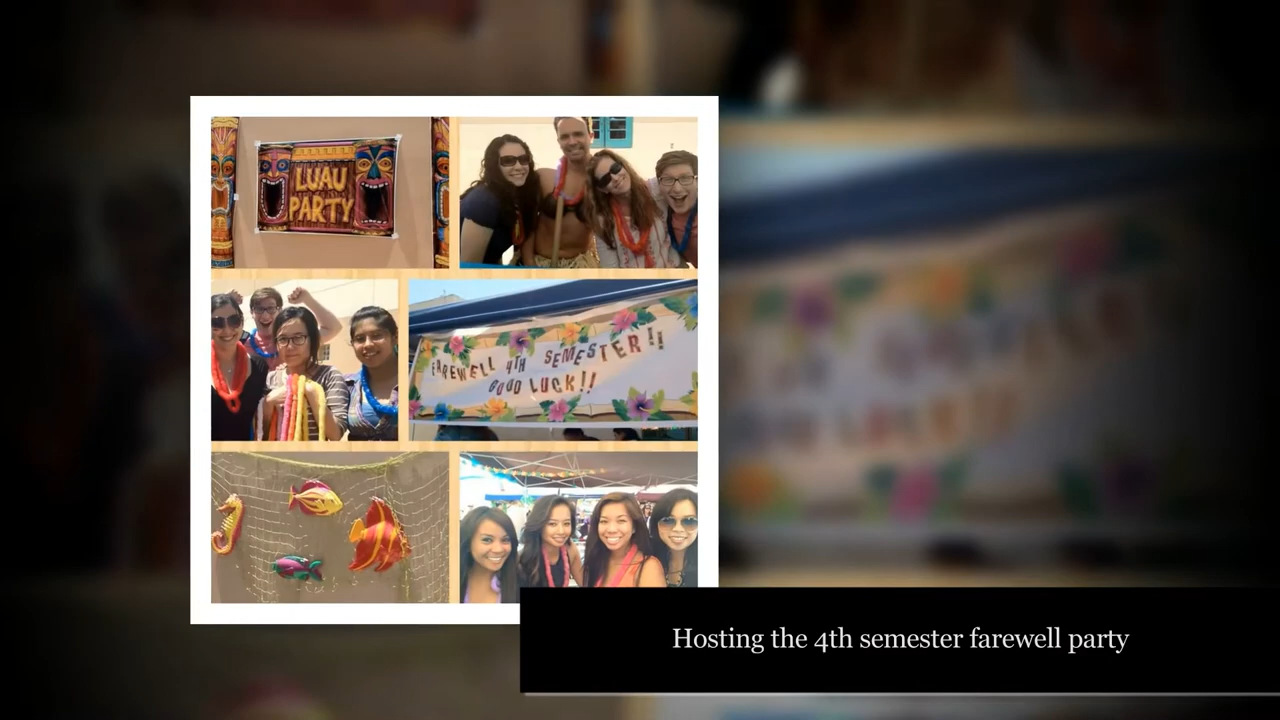 LUAU
PARTY
FAREWELL 4TH SEMESTER!!
GOOD LUCK!!
Hosting the 4th semester farewell party